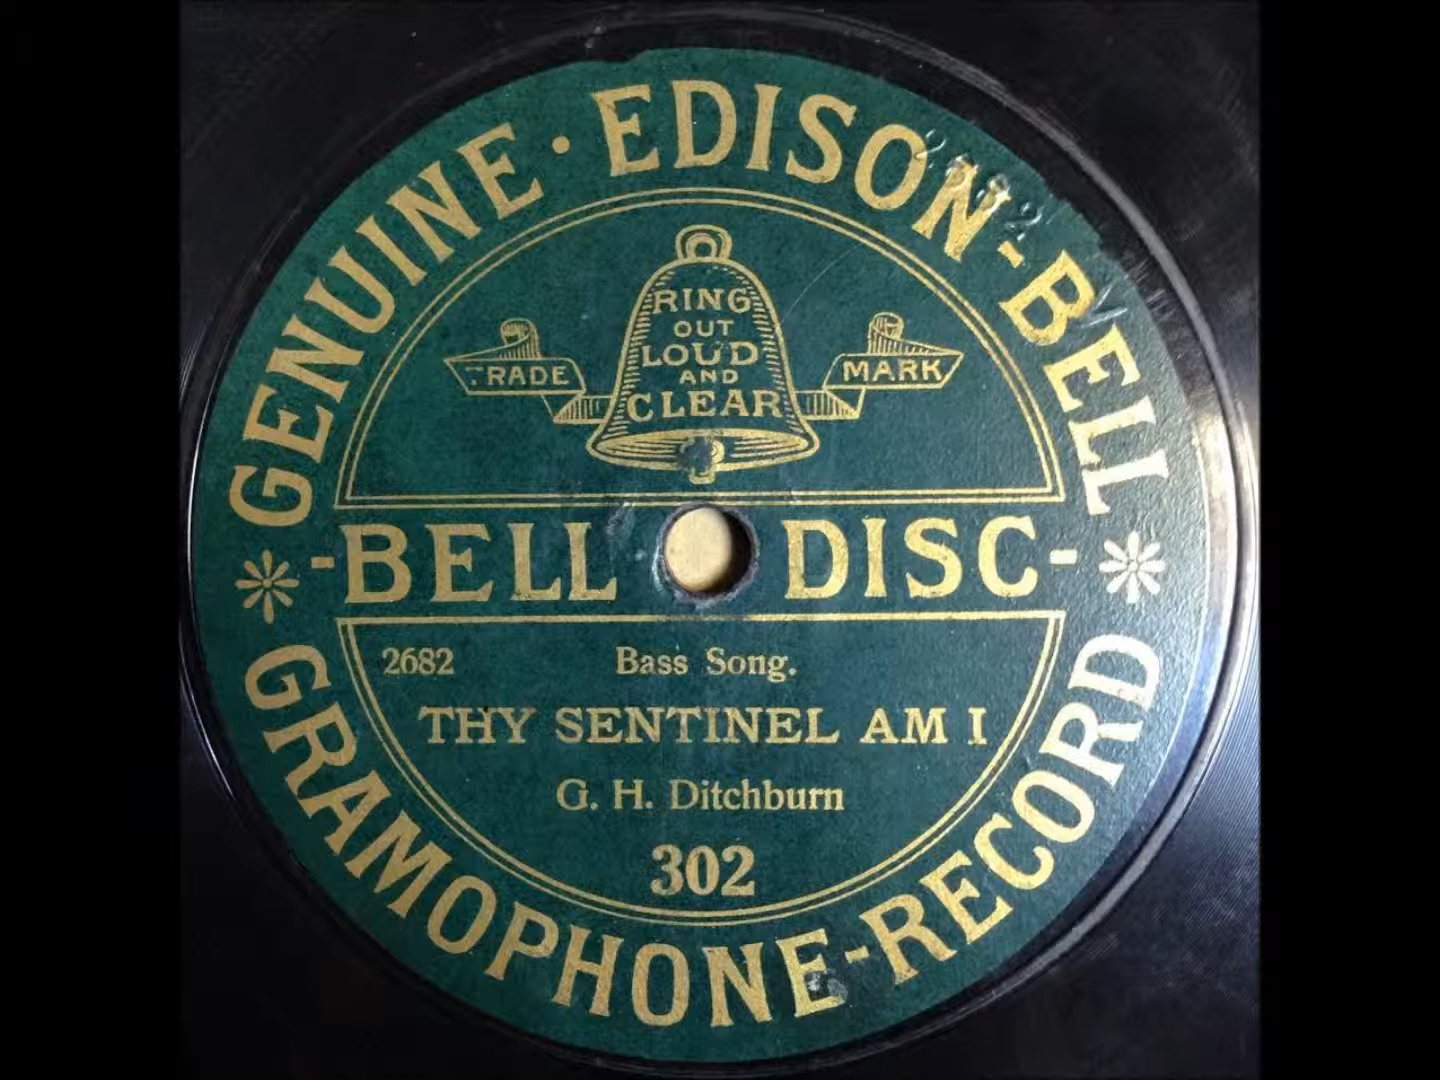 GENUINE · EDISON-BELL
RING
OUT
LOUD
AND
CLEAR
TRADE MARK
-BELL DISC-
2682 Bass Song.
THY SENTINEL AM I
G. H. Ditchburn
302
GRAMOPHONE-RECORD